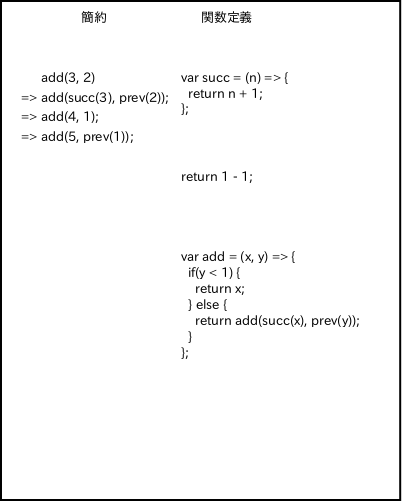 簡約
関数定義
add(3, 2)
=> add(succ(3), prev(2));
=> add(4, 1);
=> add(5, prev(1));
var succ = (n) => {
return n + 1;
};
return 1 - 1;
var add = (x, y) => {
if(y < 1) {
return x;
} else {
return add(succ(x), prev(y));
}
};